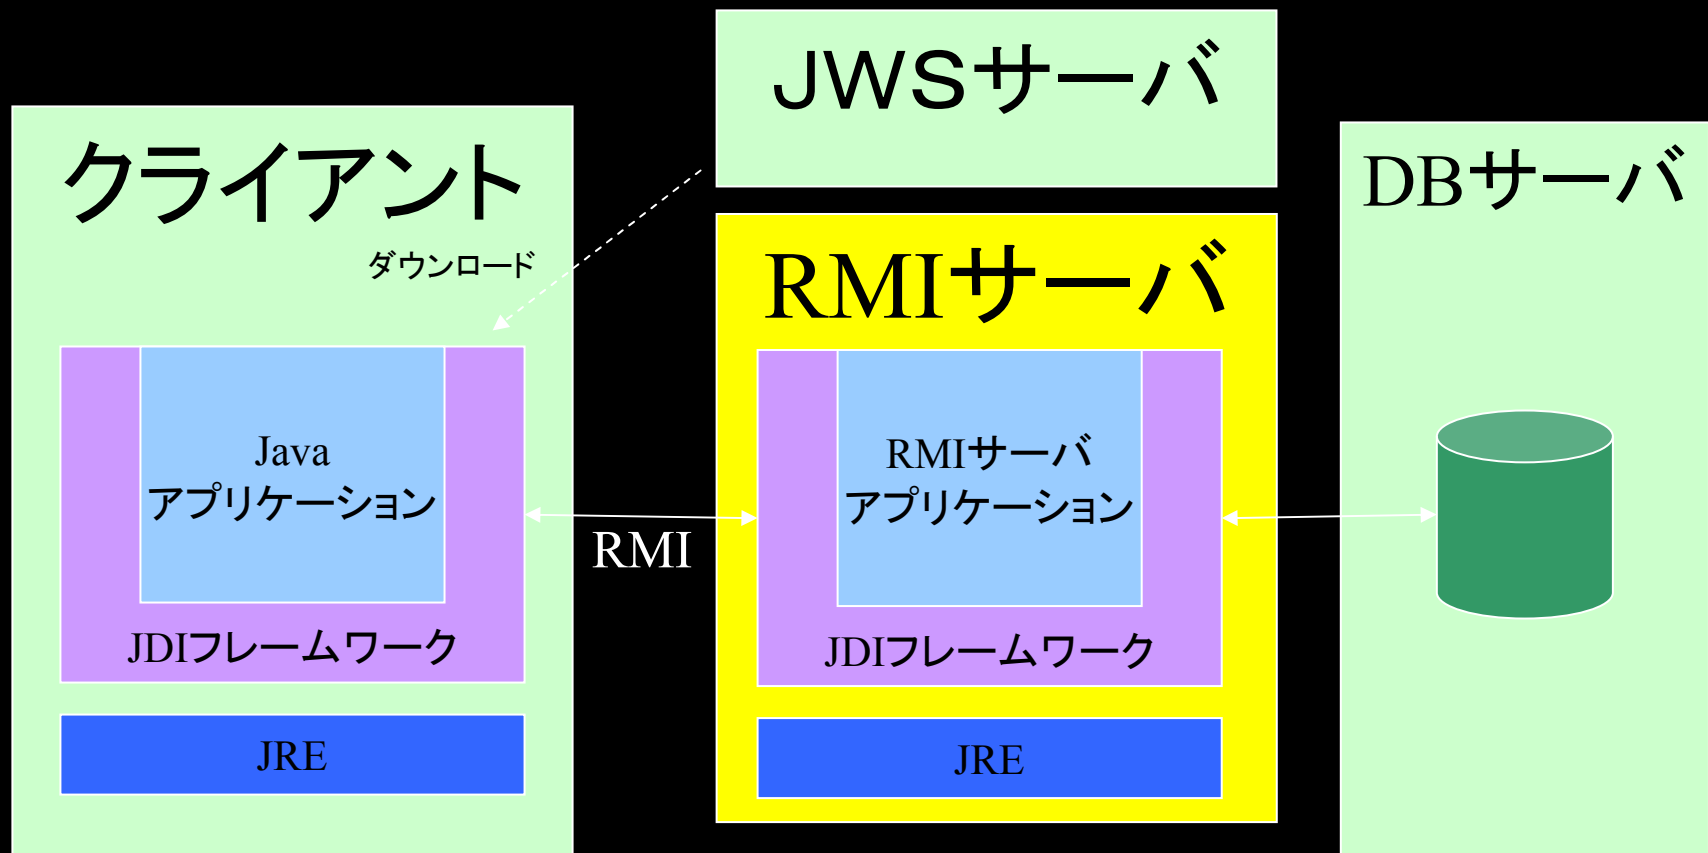 JWSサーバ
クライアント
DBサーバ
ダウンロード
RMIサーバ
Java
アプリケーション
RMIサーバ
アプリケーション
RMI
JDIフレームワーク
JDIフレームワーク
JRE
JRE